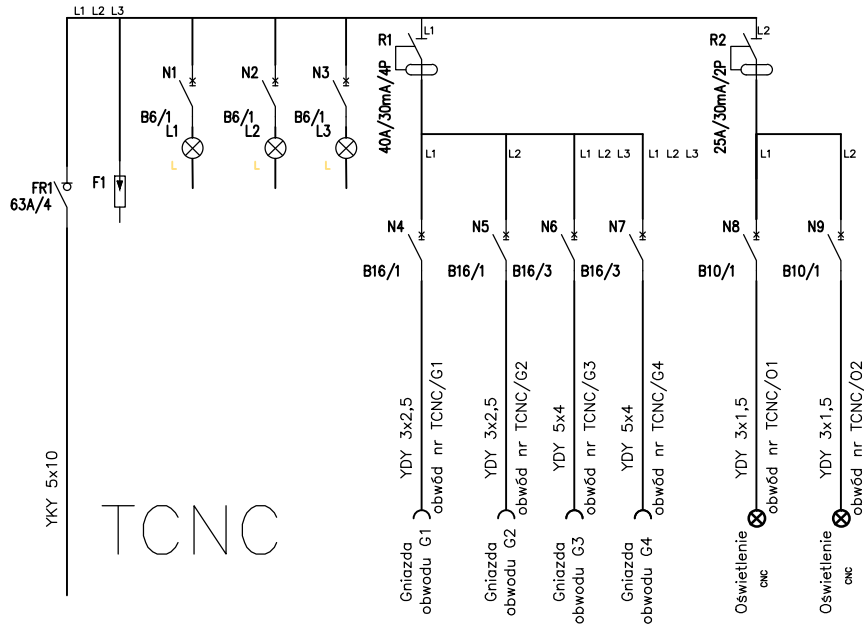 L1 L2 L3
R1
L1
R2
L2
N1
N2
N3
B6/1
L1
B6/1
L2
B6/1
L3
L
L
L
40A/30mA/4P
25A/30mA/2P
FR1
63A/4
F1
L1
L2
L1 L2 L3
L1 L2 L3
L1
L2
N4
N5
N6
N7
N8
N9
B16/1
B16/1
B16/3
B16/3
B10/1
B10/1
YKY 5x10
YDY 3x2,5
obwód nr TCNC/G1
YDY 3x2,5
obwód nr TCNC/G2
YDY 5x4
obwód nr TCNC/G3
YDY 5x4
obwód nr TCNC/G4
YDY 3x1,5
obwód nr TCNC/O1
YDY 3x1,5
obwód nr TCNC/O2
TCNC
Gniazda
obwodu G1
Gniazda
obwodu G2
Gniazda
obwodu G3
Gniazda
obwodu G4
Oświetlenie
CNC
Oświetlenie
CNC